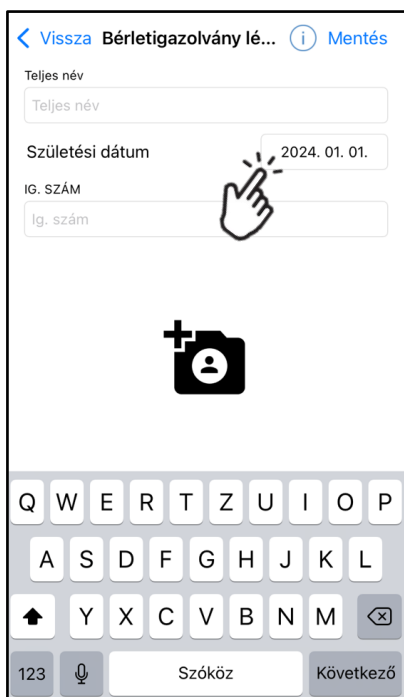 Vissza Bérletigazolvány lé... i Mentés
Teljes név
Teljes név
Születési dátum 2024. 01. 01.
IG. SZÁM
Ig. szám
Q W E R T Z U I O P
A S D F G H J K L
Y X C V B N M
123 Szóköz Következő